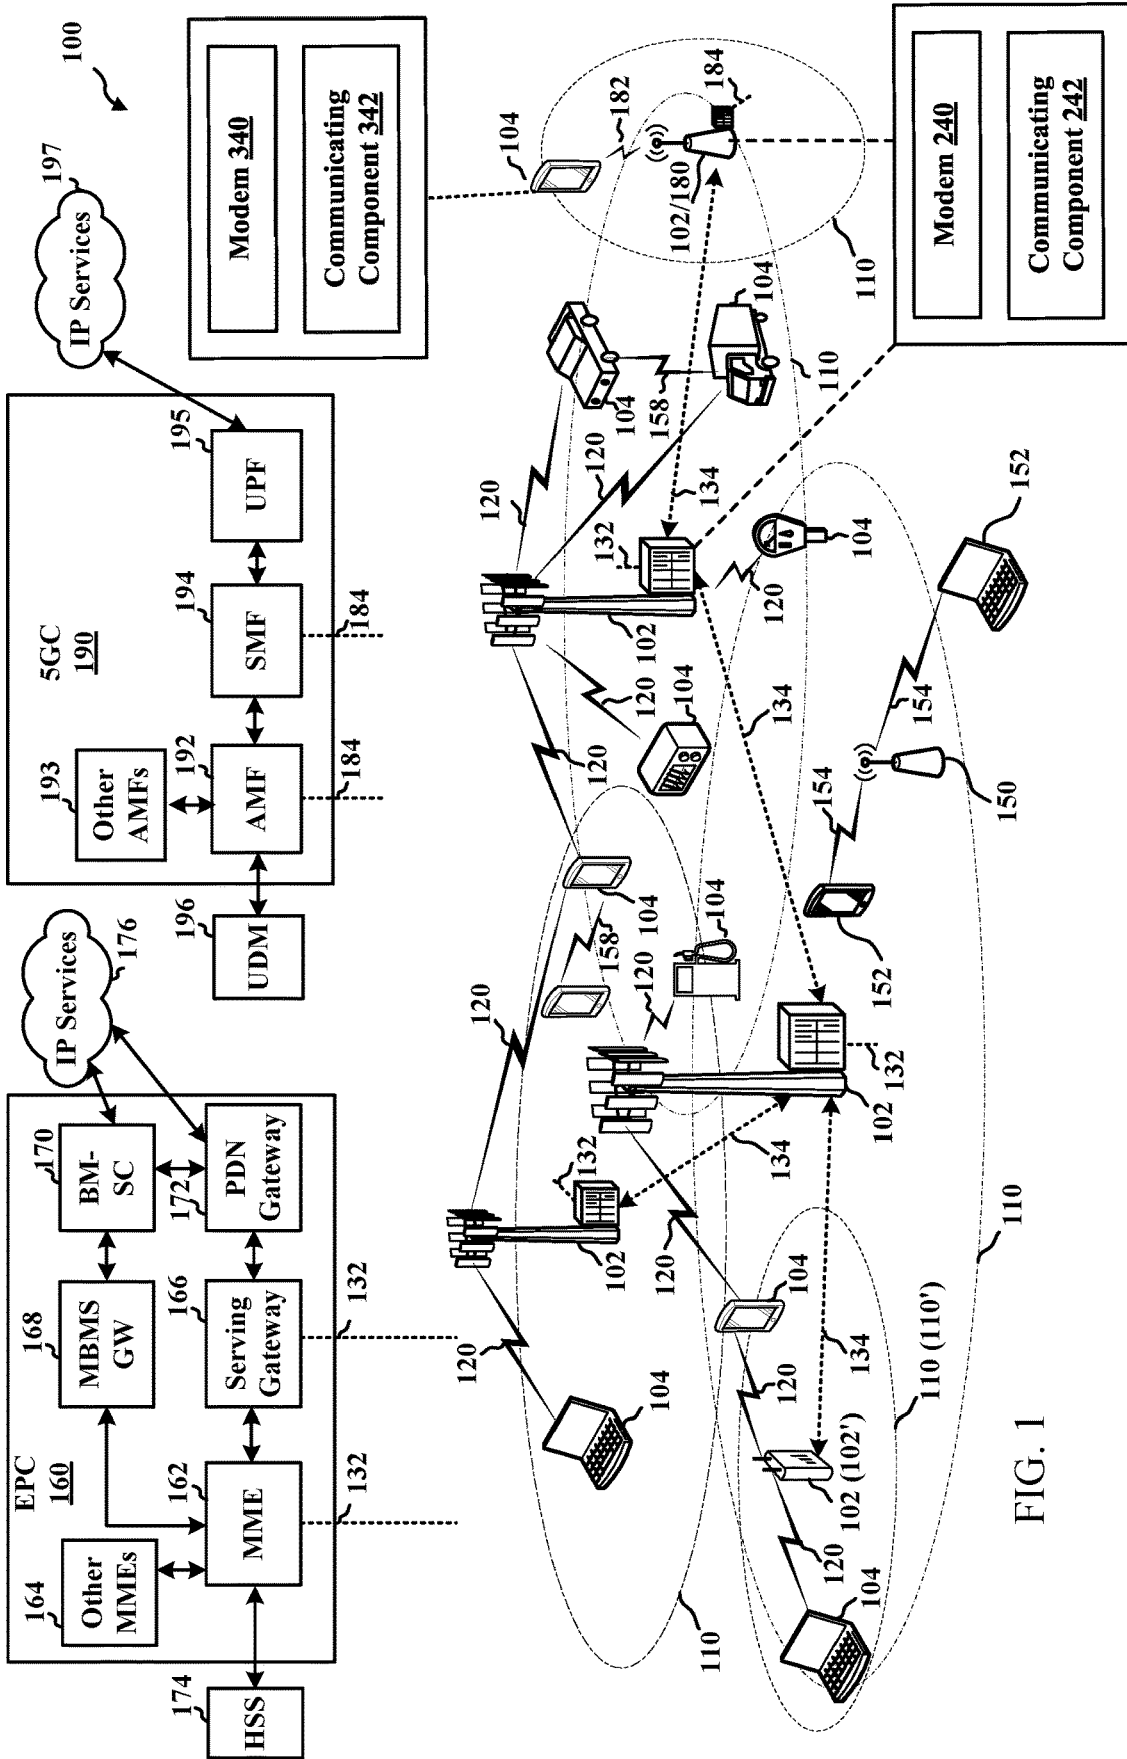 100
EPC
160
Other
MMEs
164
MME
162
MBMS
GW
168
Serving
Gateway
166
BM-
SC
170
PDN
Gateway
172
HSS
174
IP Services
176
132
132
5GC
190
Other
AMFs
193
AMF
192
SMF
194
UPF
195
UDM
196
IP Services
197
184
184
Modem 340
Communicating
Component 342
104
182
102/180
184
110
120
120
104
158
104
110
120
132
134
102
120
104
120
104
134
120
104
158
120
104
120
132
102
134
120
104
132
102
134
120
104
120
102 (102')
120
104
110
110 (110')
110
152
154
150
154
152
Modem 240
Communicating
Component 242
FIG. 1